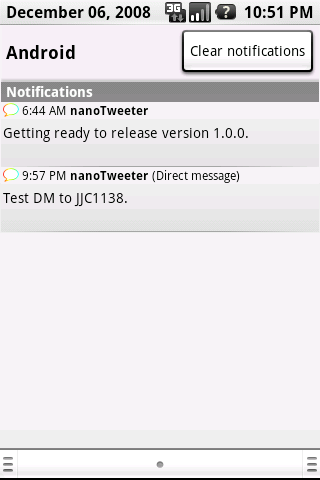 December 06, 2008 3G ? 10:51 PM
Android Clear notifications
Notifications
6:44 AM nanoTweeter
Getting ready to release version 1.0.0.
9:57 PM nanoTweeter (Direct message)
Test DM to JJC1138.